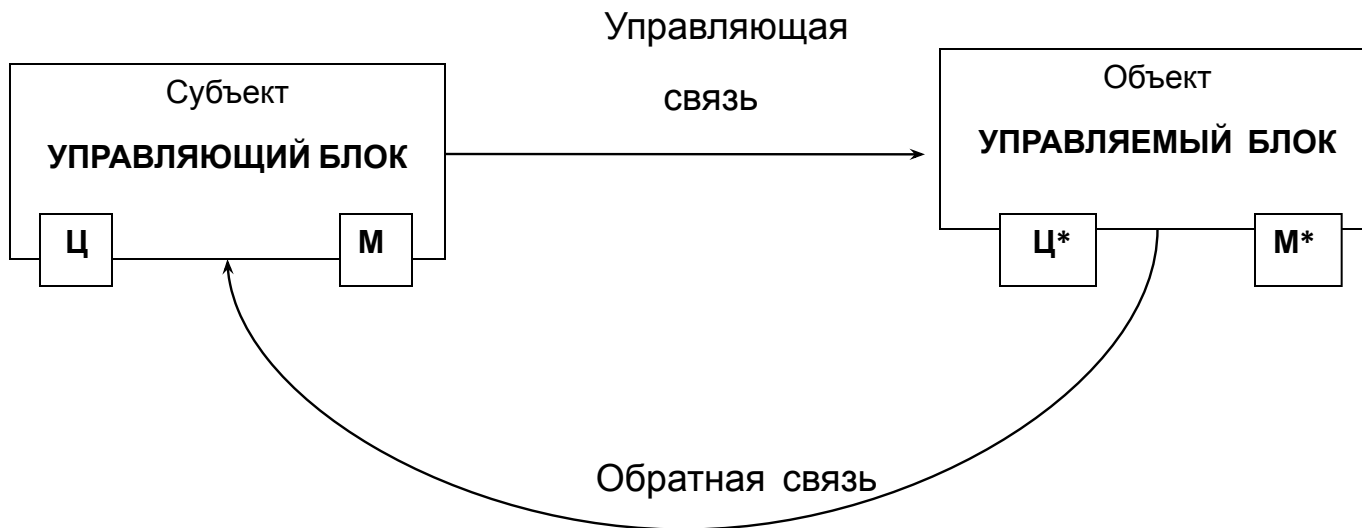 Управляющая
связь
Субъект
УПРАВЛЯЮЩИЙ БЛОК
Ц
М
Объект
УПРАВЛЯЕМЫЙ БЛОК
Ц*
М*
Обратная связь